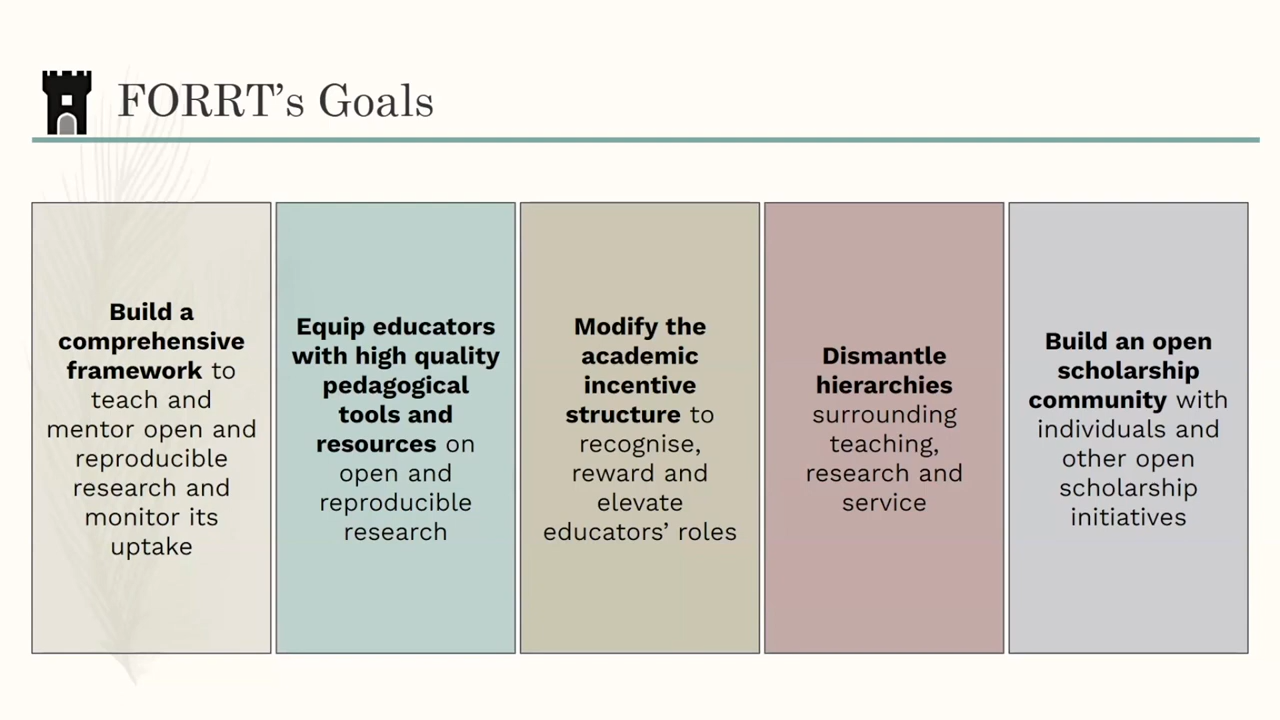 FORRT’s Goals
Build a
comprehensive
framework to
teach and
mentor open and
reproducible
research and
monitor its
uptake
Equip educators
with high quality
pedagogical
tools and
resources on
open and
reproducible
research
Modify the
academic
incentive
structure to
recognise,
reward and
elevate
educators’ roles
Dismantle
hierarchies
surrounding
teaching,
research and
service
Build an open
scholarship
community with
individuals and
other open
scholarship
initiatives